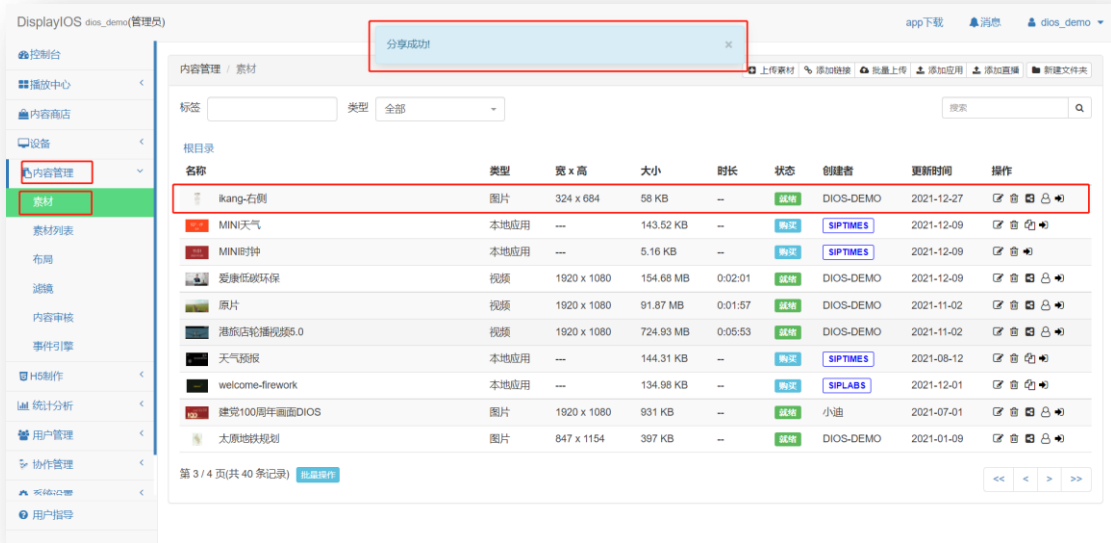 DisplayIOS dios_demo(管理员)
app下载 消息 dios_demo
分享成功! ×
控制台
播放中心
内容商店
设备
内容管理
素材
素材列表
布局
滤镜
内容审核
事件引擎
H5制作
统计分析
用户管理
协作管理
系统设置
用户指导
内容管理 / 素材
上传素材 添加链接 批量上传 添加应用 添加直播 新建文件夹
标签 类型 全部 搜索
根目录
名称 类型 宽 x 高 大小 时长 状态 创建者 更新时间 操作
Ikang-右侧 图片 324 x 684 58 KB -- 就绪 DIOS-DEMO 2021-12-27
MINI天气 本地应用 --- 143.52 KB -- 购买 SIPTIMES 2021-12-09
MINI时钟 本地应用 --- 5.16 KB -- 购买 SIPTIMES 2021-12-09
爱康低碳环保 视频 1920 x 1080 154.68 MB 0:02:01 就绪 DIOS-DEMO 2021-12-09
原片 视频 1920 x 1080 91.87 MB 0:01:57 就绪 DIOS-DEMO 2021-11-02
港旅店轮播视频5.0 视频 1920 x 1080 724.93 MB 0:05:53 就绪 DIOS-DEMO 2021-11-02
天气预报 本地应用 --- 144.31 KB -- 购买 SIPTIMES 2021-08-12
welcome-firework 本地应用 --- 134.98 KB -- 购买 SIPLABS 2021-12-01
建党100周年画面DIOS 图片 1920 x 1080 931 KB -- 就绪 小迪 2021-07-01
太原地铁规划 图片 847 x 1154 397 KB -- 就绪 DIOS-DEMO 2021-01-09
第 3 / 4 页(共 40 条记录) 批量操作
<< < > >>